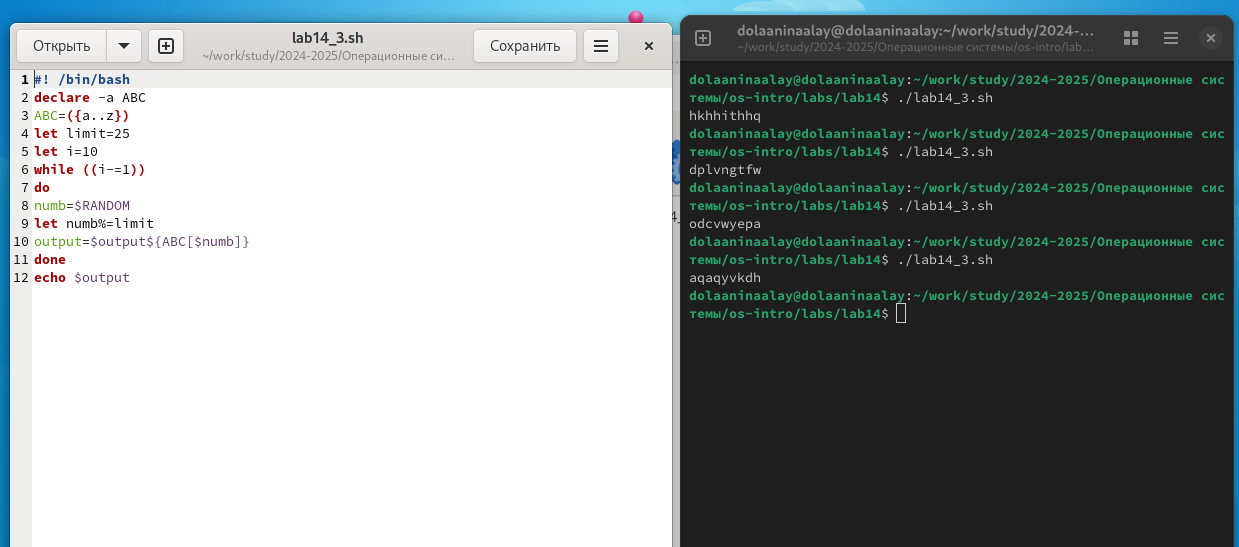 Открыть
lab14_3.sh
~/work/study/2024-2025/Операционные си…
Сохранить
1 #! /bin/bash
2 declare -a ABC
3 ABC=({a..z})
4 let limit=25
5 let i=10
6 while ((i-=1))
7 do
8 numb=$RANDOM
9 let numb%=limit
10 output=$output${ABC[$numb]}
11 done
12 echo $output
dolaaninaalay@dolaaninaalay:~/work/study/2024-…
~/work/study/2024-2025/Операционные системы/os-intro/lab…
dolaaninaalay@dolaaninaalay:~/work/study/2024-2025/Операционные сис
темы/os-intro/labs/lab14$ ./lab14_3.sh
hkhhithhq
dolaaninaalay@dolaaninaalay:~/work/study/2024-2025/Операционные сис
темы/os-intro/labs/lab14$ ./lab14_3.sh
dplvngtfw
dolaaninaalay@dolaaninaalay:~/work/study/2024-2025/Операционные сис
темы/os-intro/labs/lab14$ ./lab14_3.sh
odcvwyepa
dolaaninaalay@dolaaninaalay:~/work/study/2024-2025/Операционные сис
темы/os-intro/labs/lab14$ ./lab14_3.sh
aqaqyvkdh
dolaaninaalay@dolaaninaalay:~/work/study/2024-2025/Операционные сис
темы/os-intro/labs/lab14$